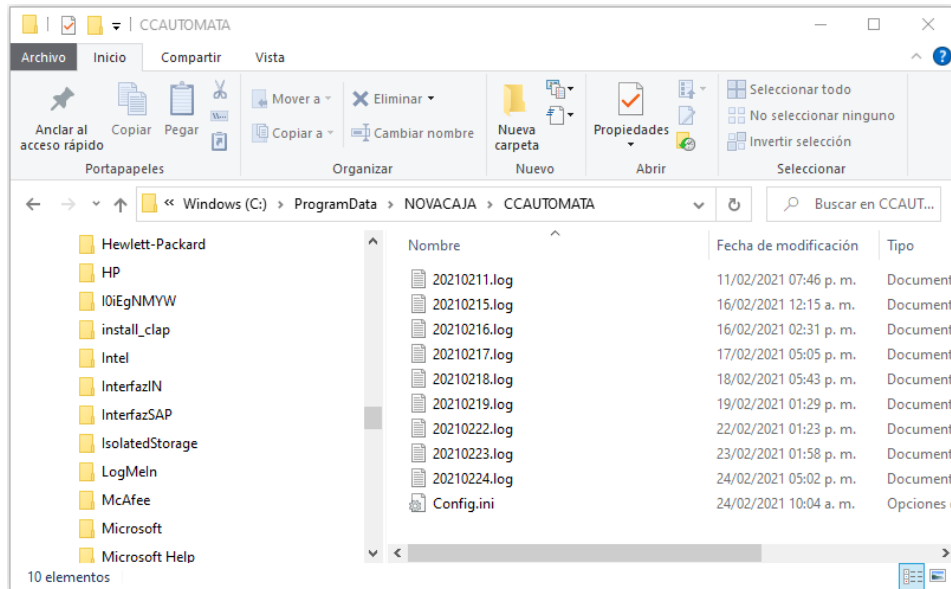 CCAUTOMATA
Archivo Inicio Compartir Vista
Anclar al acceso rápido
Copiar
Pegar
Portapapeles
Mover a
Copiar a
Eliminar
Cambiar nombre
Organizar
Nueva carpeta
Nuevo
Propiedades
Abrir
Seleccionar todo
No seleccionar ninguno
Invertir selección
Seleccionar
« Windows (C:) > ProgramData > NOVACAJA > CCAUTOMATA
Buscar en CCAUT...
Hewlett-Packard
HP
I0iEgNMYW
install_clap
Intel
InterfazIN
InterfazSAP
IsolatedStorage
LogMeIn
McAfee
Microsoft
Microsoft Help
Nombre Fecha de modificación Tipo
20210211.log 11/02/2021 07:46 p. m. Document
20210215.log 16/02/2021 12:15 a. m. Document
20210216.log 16/02/2021 02:31 p. m. Document
20210217.log 17/02/2021 05:05 p. m. Document
20210218.log 18/02/2021 05:43 p. m. Document
20210219.log 19/02/2021 01:29 p. m. Document
20210222.log 22/02/2021 01:23 p. m. Document
20210223.log 23/02/2021 01:58 p. m. Document
20210224.log 24/02/2021 05:02 p. m. Document
Config.ini 24/02/2021 10:04 a. m. Opciones
10 elementos